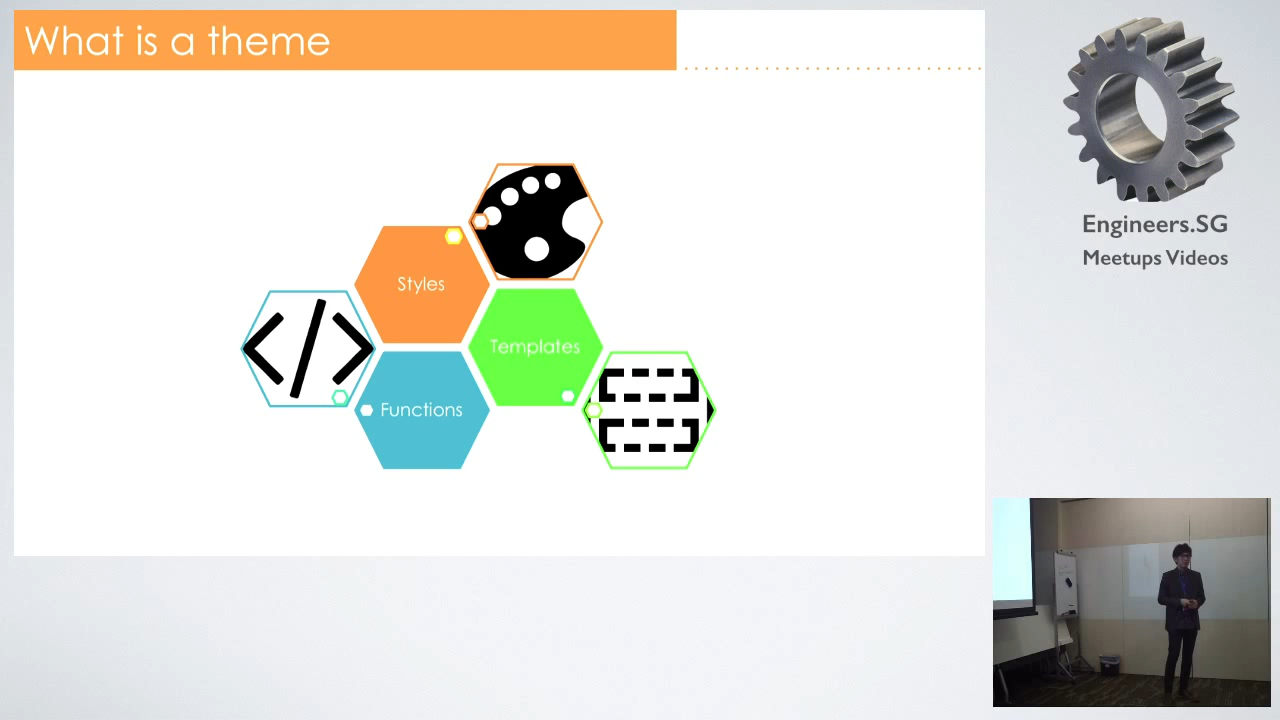 What is a theme
Styles
Templates
Functions
Engineers.SG
Meetups Videos